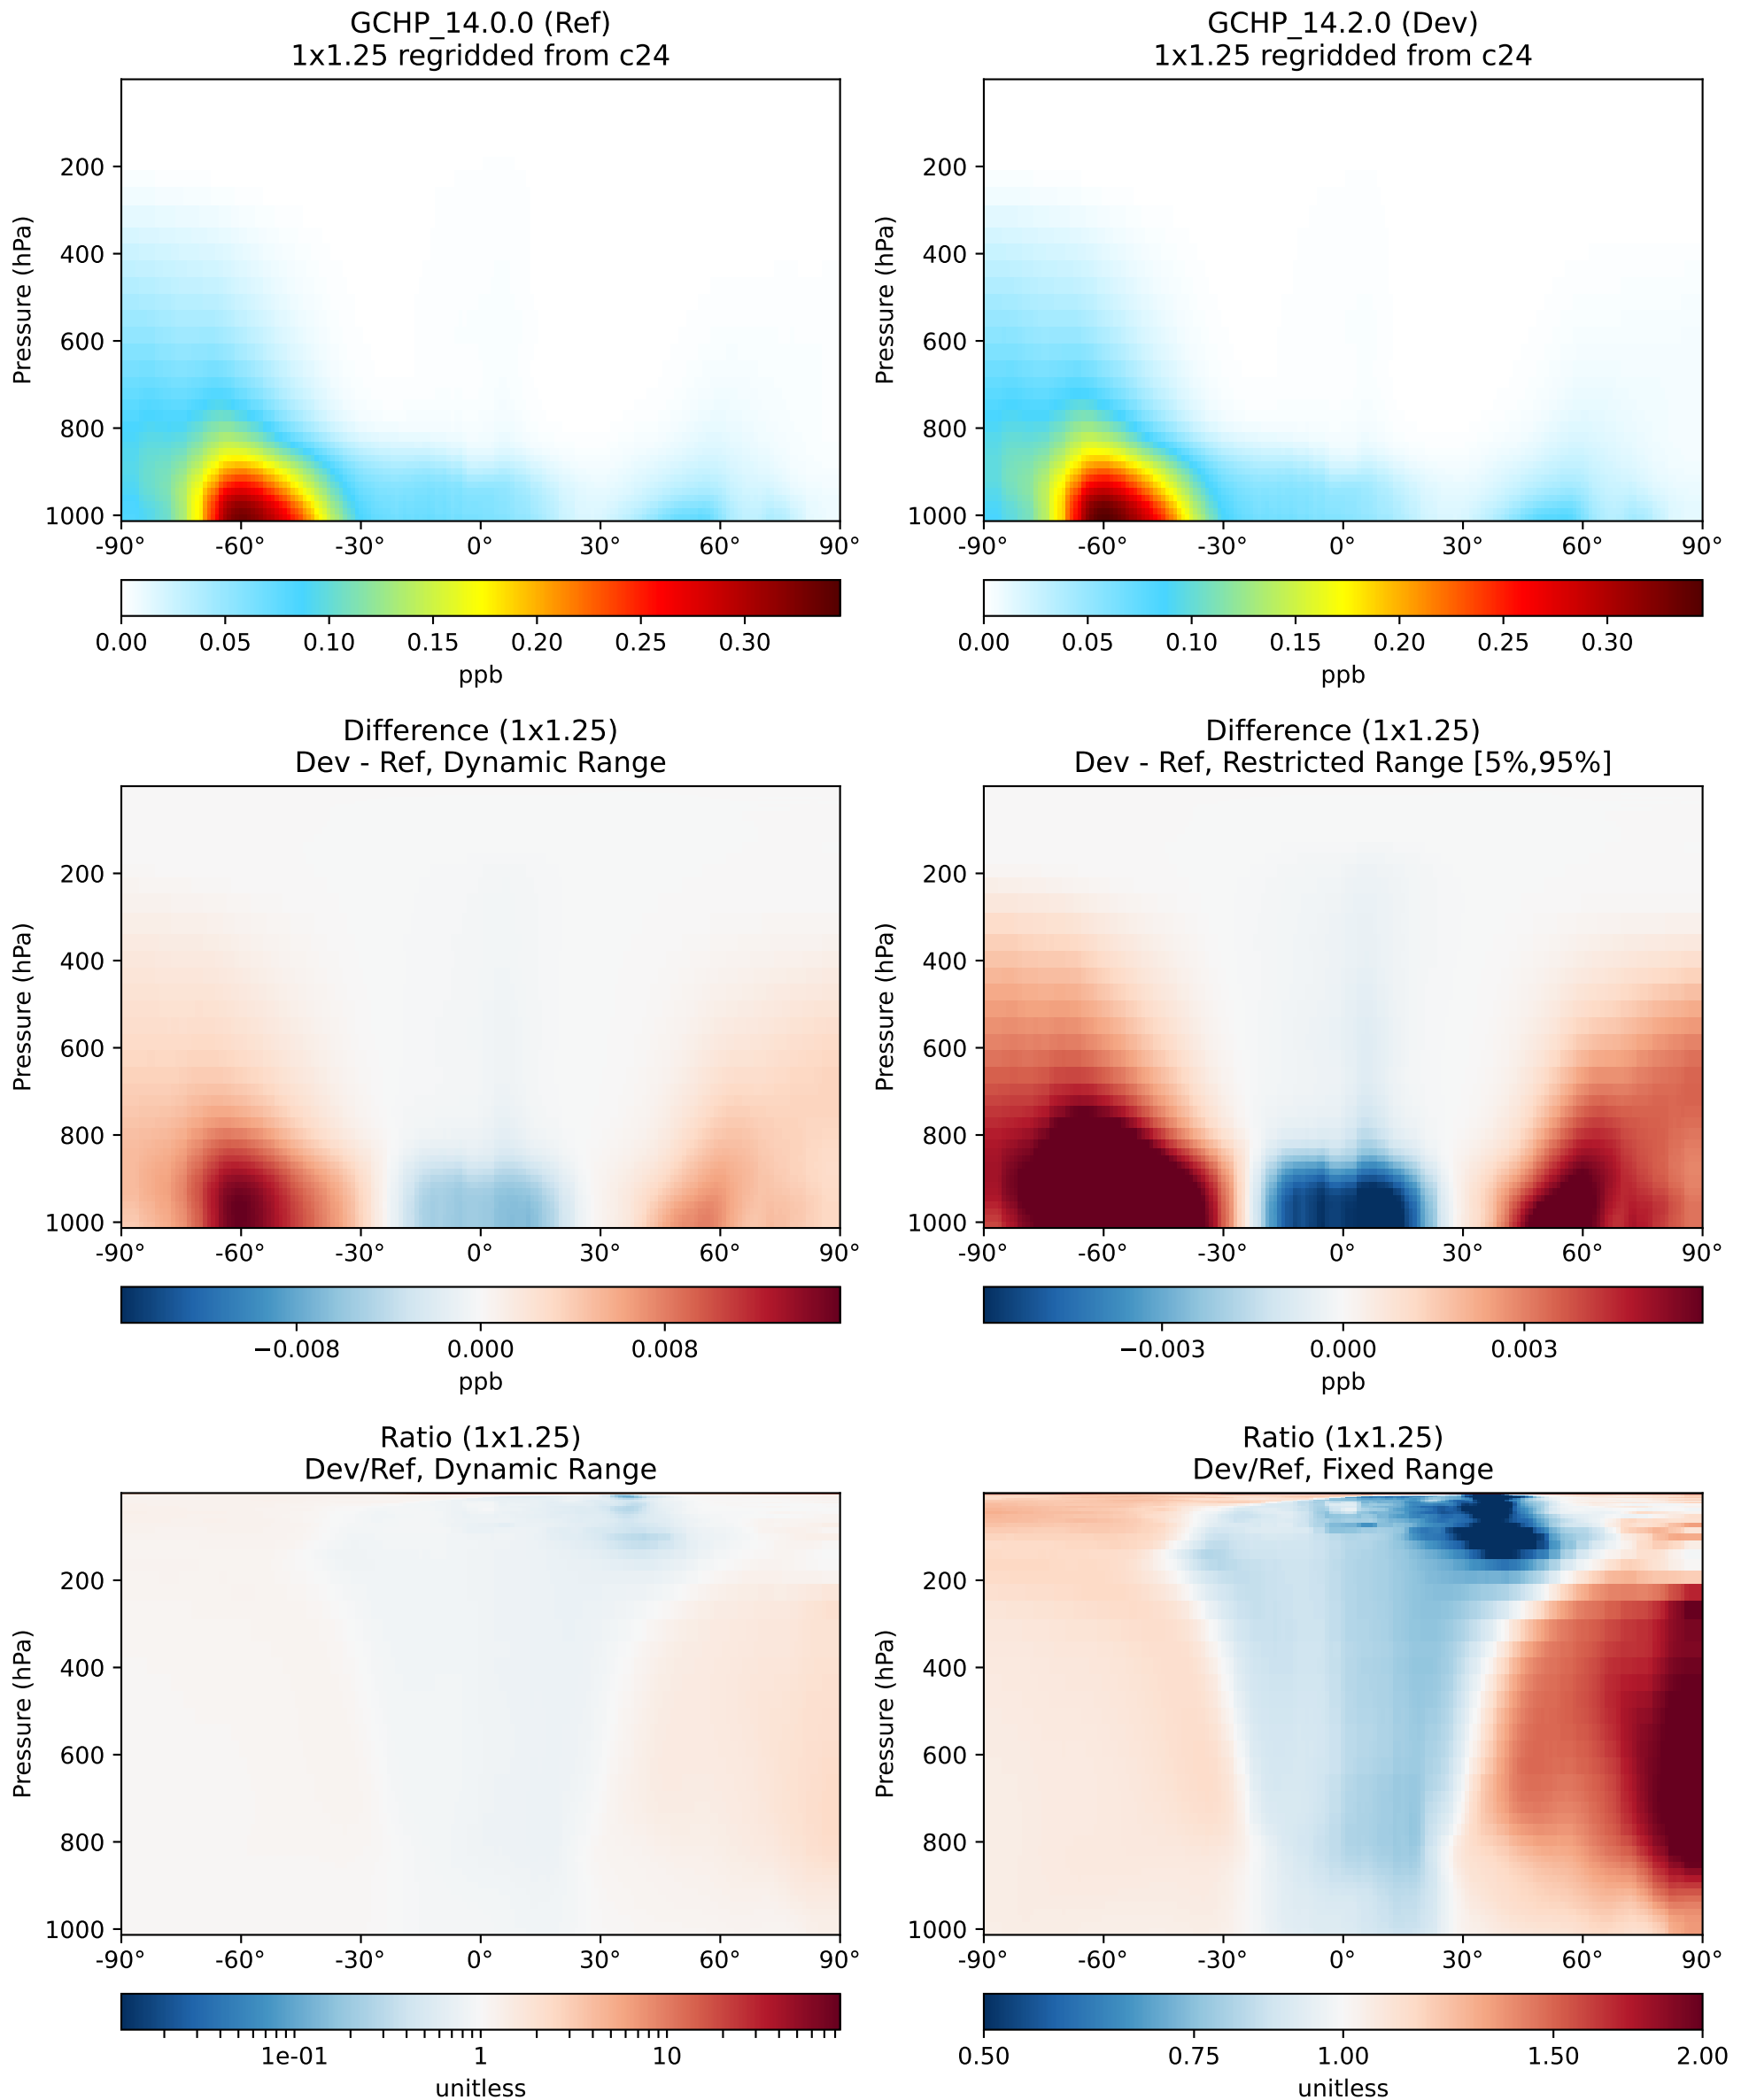 GCHP_14.0.0 (Ref)
1x1.25 regridded from c24
Pressure (hPa)
200
400
600
800
1000
-90° -60° -30° 0° 30° 60° 90°
0.00 0.05 0.10 0.15 0.20 0.25 0.30
ppb
GCHP_14.2.0 (Dev)
1x1.25 regridded from c24
Pressure (hPa)
200
400
600
800
1000
-90° -60° -30° 0° 30° 60° 90°
0.00 0.05 0.10 0.15 0.20 0.25 0.30
ppb
Difference (1x1.25)
Dev - Ref, Dynamic Range
Pressure (hPa)
200
400
600
800
1000
-90° -60° -30° 0° 30° 60° 90°
−0.008 0.000 0.008
ppb
Difference (1x1.25)
Dev - Ref, Restricted Range [5%,95%]
Pressure (hPa)
200
400
600
800
1000
-90° -60° -30° 0° 30° 60° 90°
−0.003 0.000 0.003
ppb
Ratio (1x1.25)
Dev/Ref, Dynamic Range
Pressure (hPa)
200
400
600
800
1000
-90° -60° -30° 0° 30° 60° 90°
1e-01 1 10
unitless
Ratio (1x1.25)
Dev/Ref, Fixed Range
Pressure (hPa)
200
400
600
800
1000
-90° -60° -30° 0° 30° 60° 90°
0.50 0.75 1.00 1.50 2.00
unitless